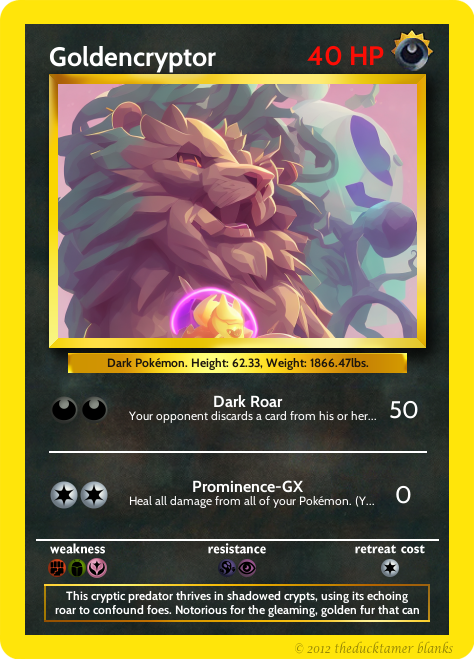 Goldencryptor 40 HP
Dark Pokémon. Height: 62.33, Weight: 1866.47lbs.
Dark Roar
Your opponent discards a card from his or her... 50
Prominence-GX
Heal all damage from all of your Pokémon. (Y... 0
weakness resistance retreat cost
This cryptic predator thrives in shadowed crypts, using its echoing
roar to confound foes. Notorious for the gleaming, golden fur that can
© 2012 theducktamer blanks